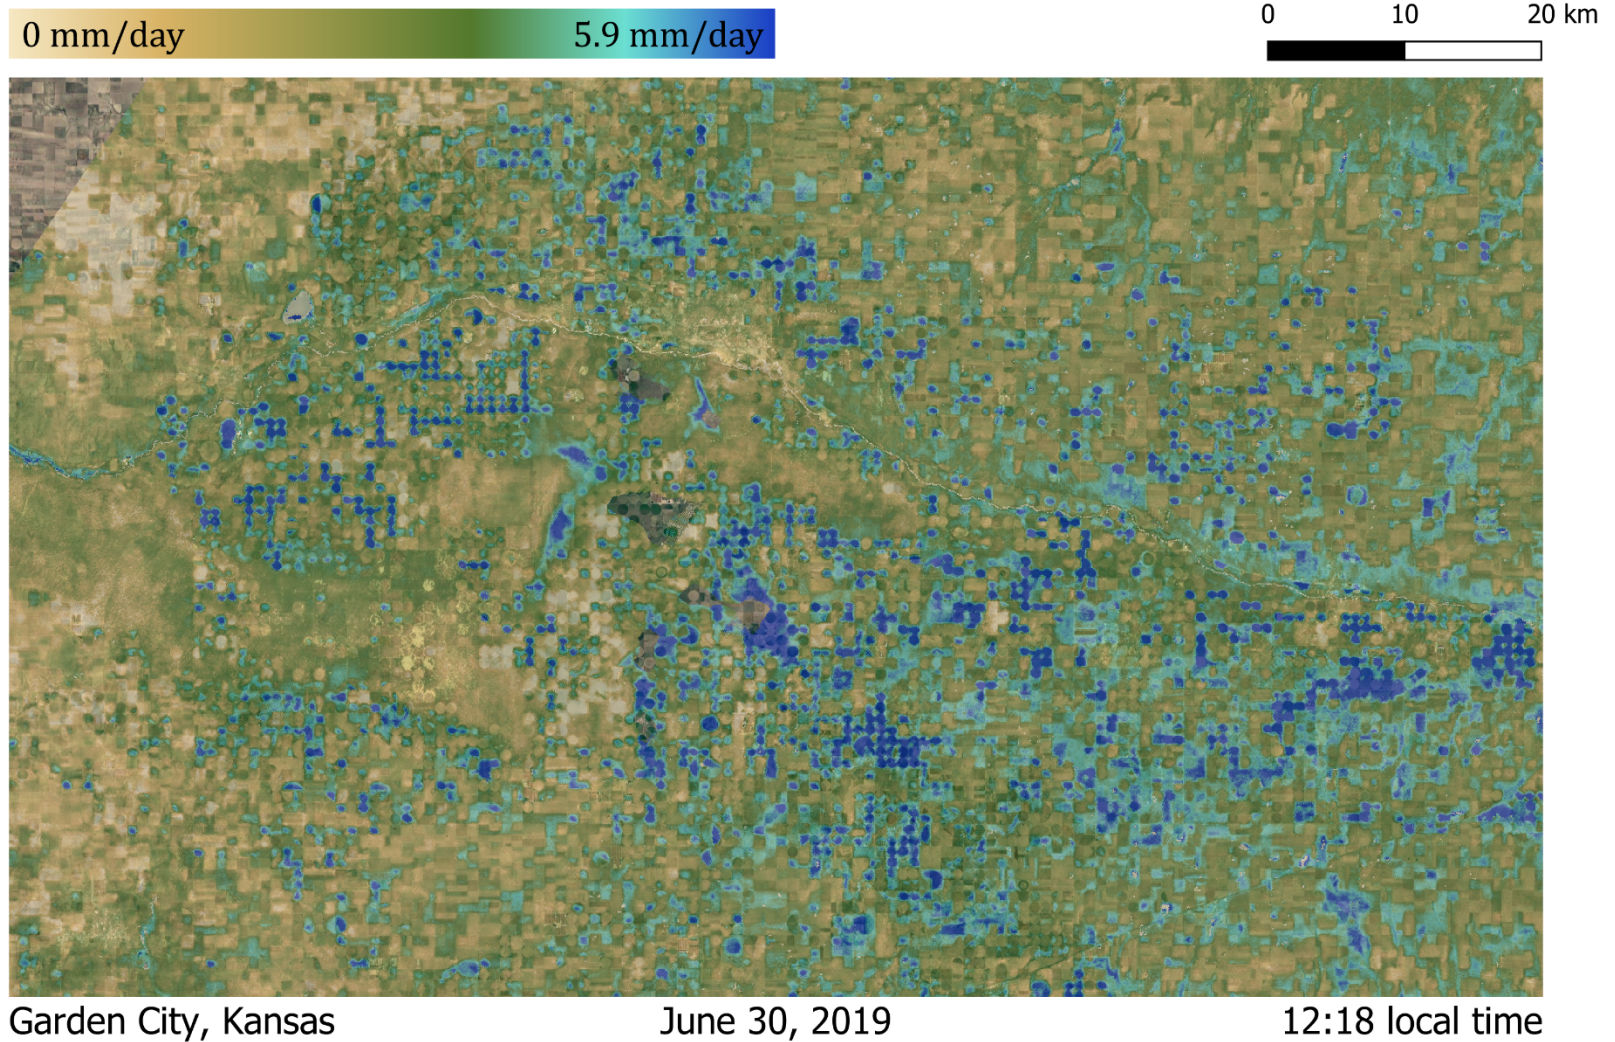 0 mm/day 5.9 mm/day
0 10 20 km
Garden City, Kansas June 30, 2019 12:18 local time